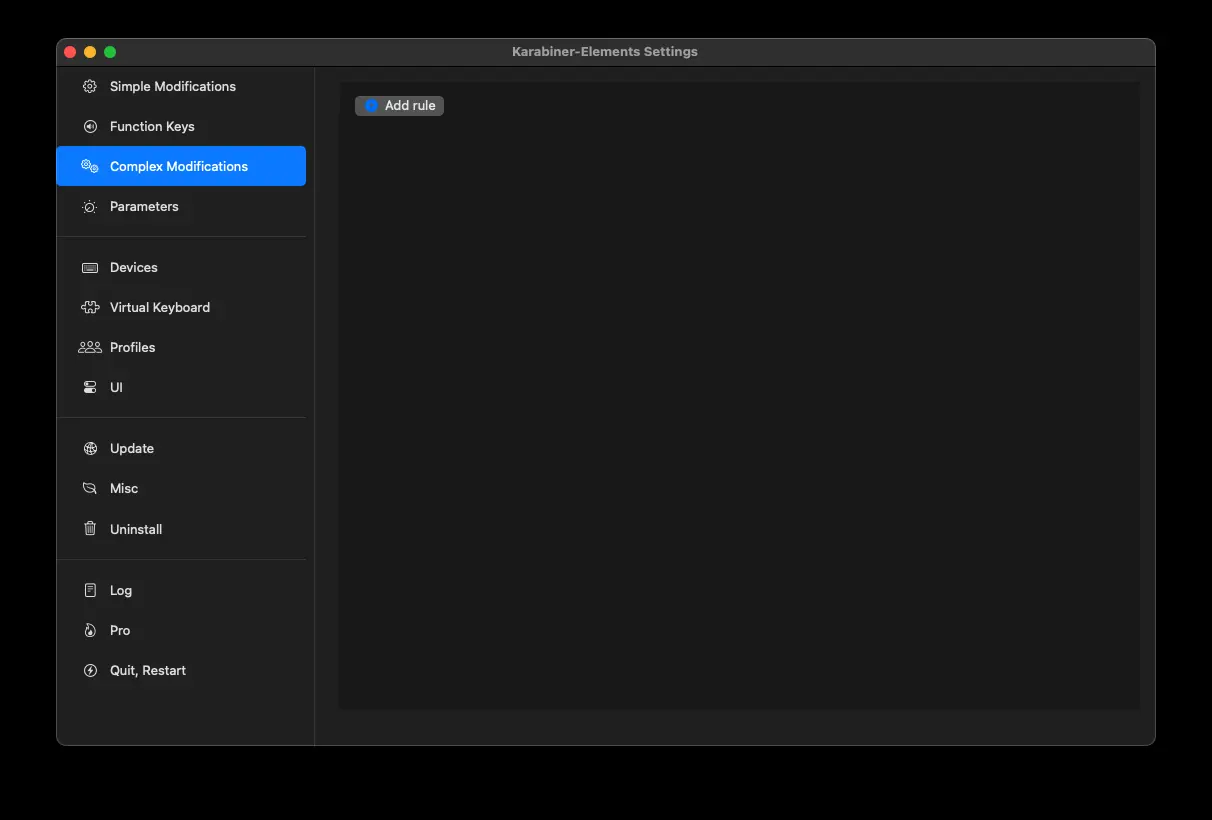 Karabiner-Elements Settings
Simple Modifications
Function Keys
Complex Modifications
Parameters
Devices
Virtual Keyboard
Profiles
UI
Update
Misc
Uninstall
Log
Pro
Quit, Restart
Add rule